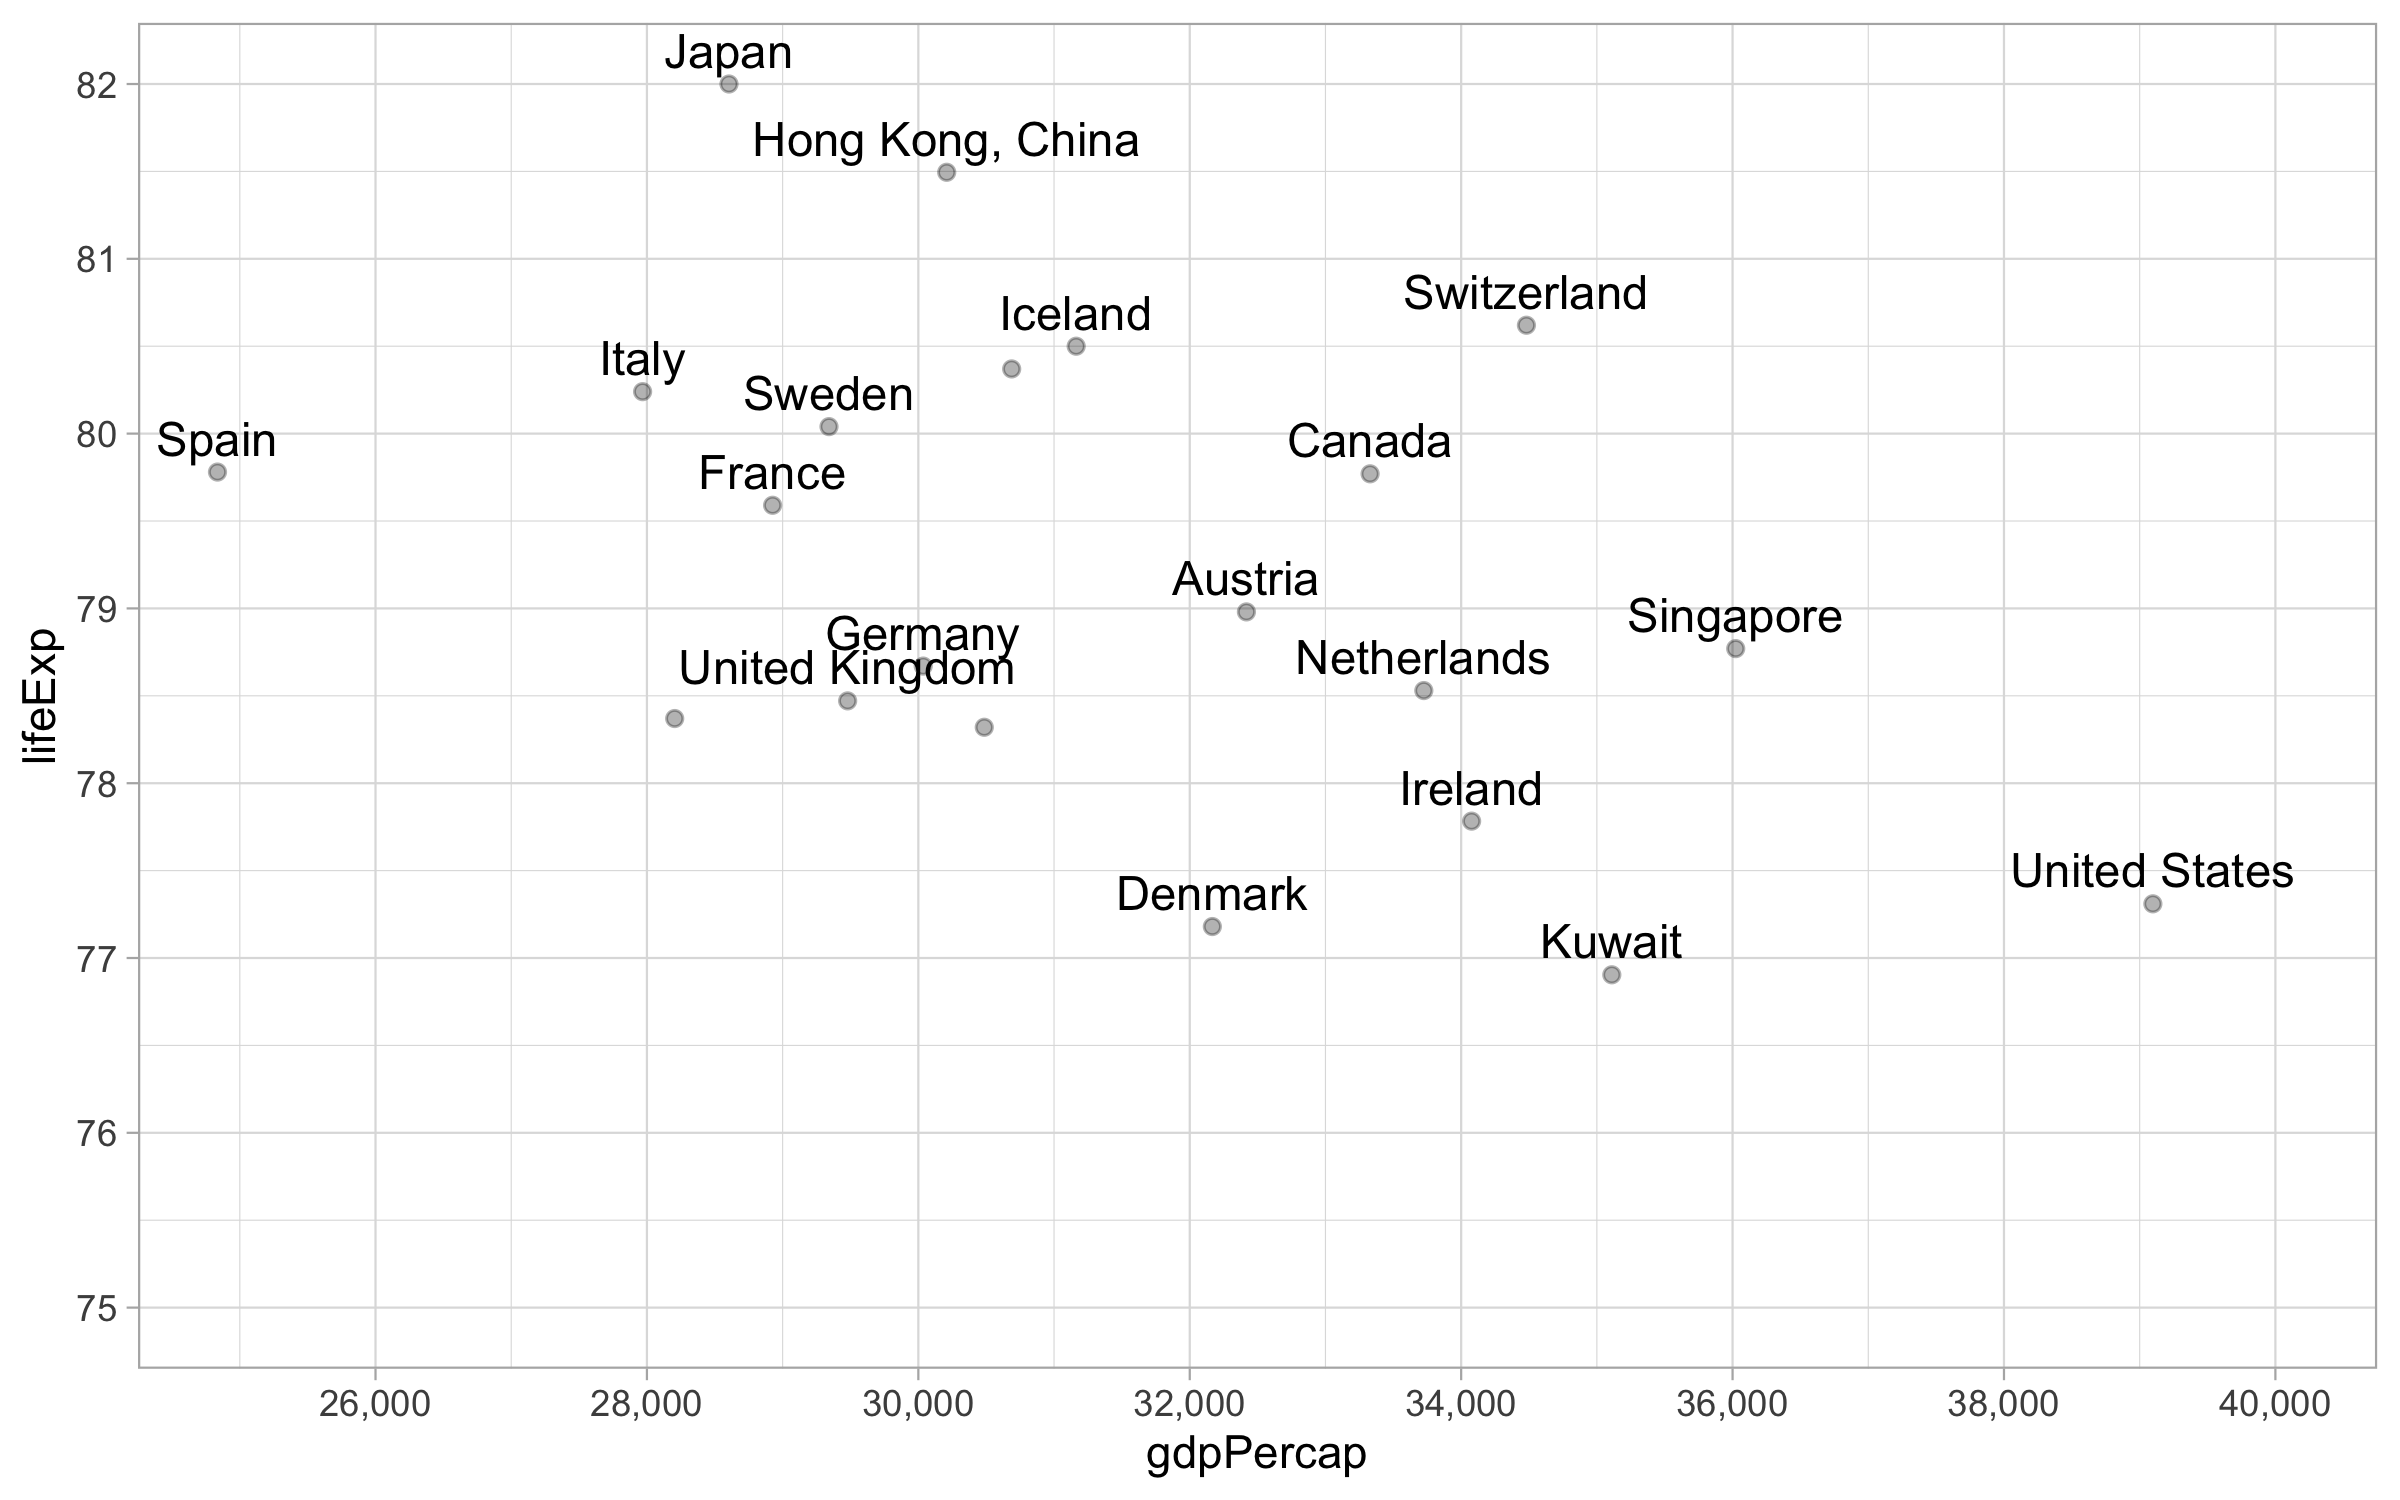 Japan
82
Hong Kong, China
81
Switzerland
Iceland
Italy
Sweden
80
Spain
Canada
France
Austria
79
Singapore
Germany
Netherlands
United Kingdom
lifeExp
78
Ireland
United States
Denmark
Kuwait
77
76
75
26,000 28,000 30,000 32,000 34,000 36,000 38,000 40,000
gdpPercap